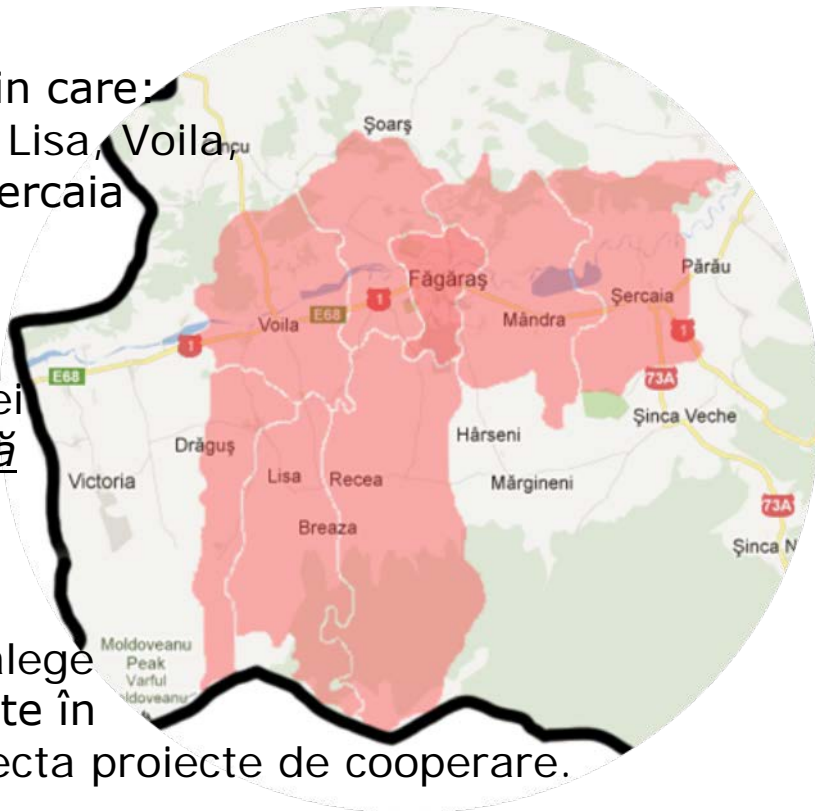 in care:
Lisa, Voila,
ercaia
Şoarş
Părău
Făgăraş
Şercaia
1
E68
Voila
Mândra
1
1
E68
73A
ei
Şinca Veche
Hârseni
Drăguş
ă
Victoria
Lisa
Recea
Mărgineni
73A
Breaza
Şinca N
Moldoveanu
Peak
Varful
ldoveanu
alege
te în
ecta proiecte de cooperare.